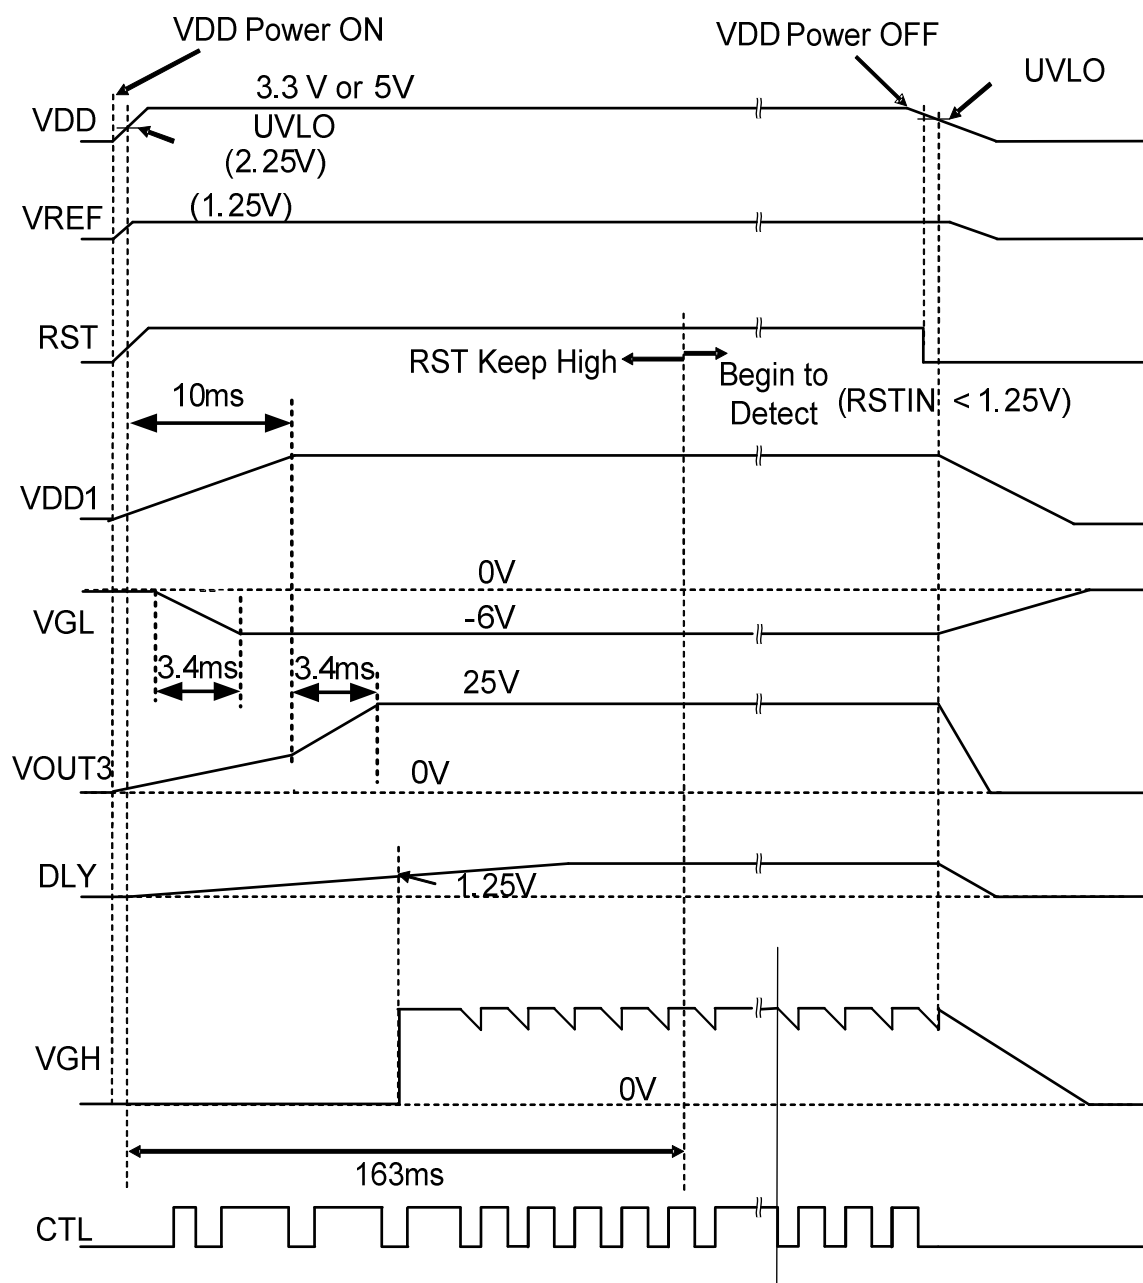 VDD Power ON
VDD Power OFF
UVLO
3.3 V or 5V
VDD
UVLO
(2.25V)
(1.25V)
VREF
RST
RST Keep High
Begin to
Detect
(RSTIN < 1.25V)
10ms
VDD1
0V
VGL
-6V
3.4ms
3.4ms
25V
VOUT3
0V
DLY
1.25V
VGH
0V
163ms
CTL